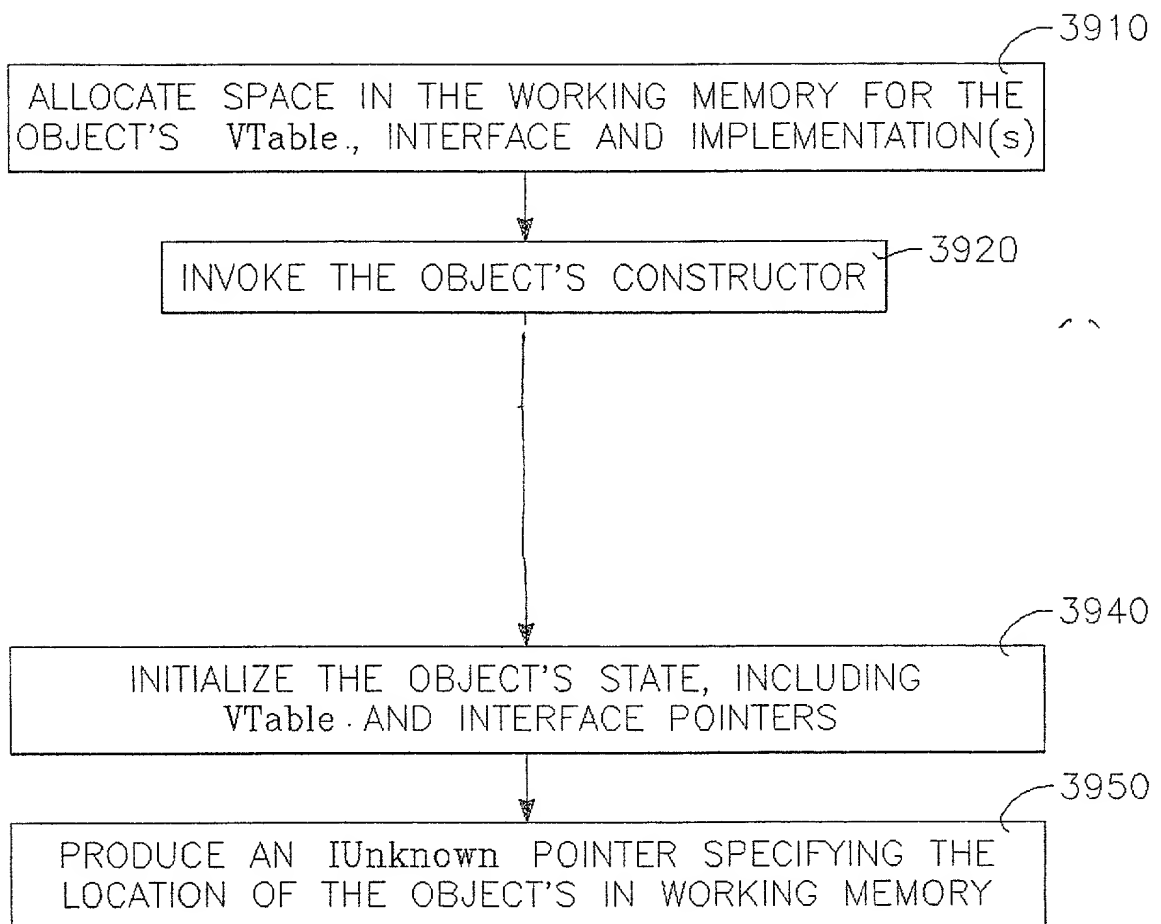 3910
ALLOCATE SPACE IN THE WORKING MEMORY FOR THE
OBJECT'S VTable., INTERFACE AND IMPLEMENTATION(s)
3920
INVOKE THE OBJECT'S CONSTRUCTOR
3940
INITIALIZE THE OBJECT'S STATE, INCLUDING
VTable · AND INTERFACE POINTERS
3950
PRODUCE AN IUnknown POINTER SPECIFYING THE
LOCATION OF THE OBJECT'S IN WORKING MEMORY